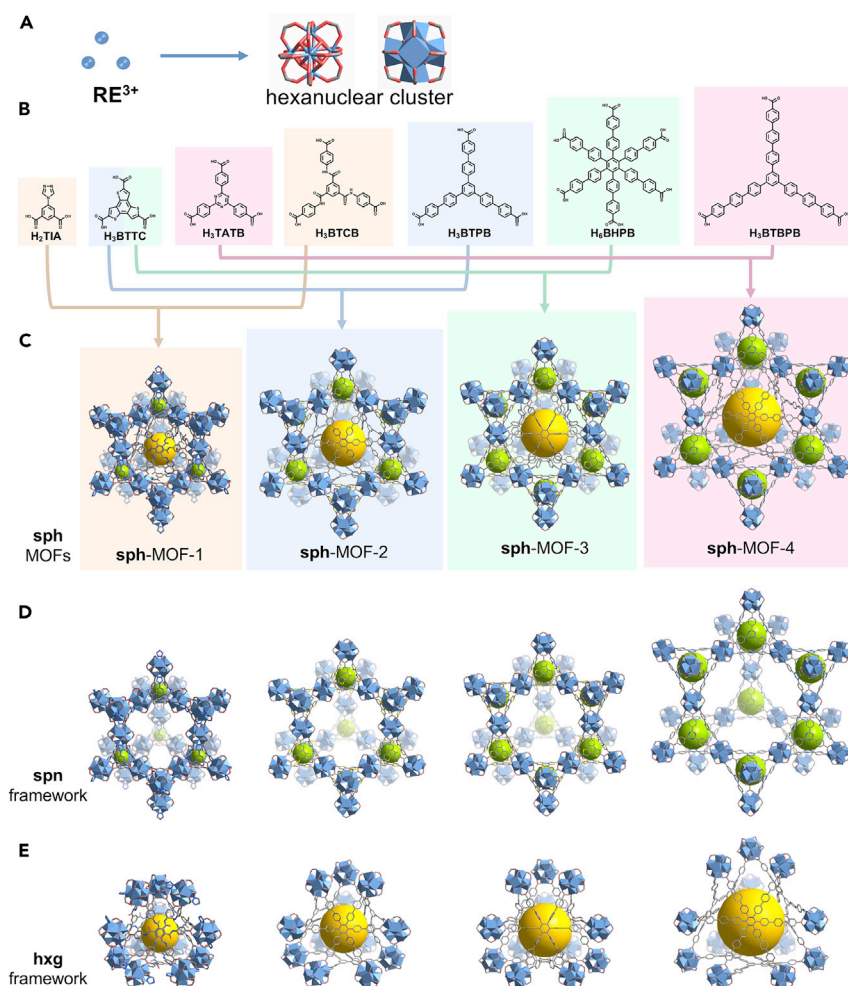 A
RE3+
hexanuclear cluster
B
H2TIA
H3BTTC
H3TATB
H3BTCB
H3BTPB
H6BHPB
H3BTBPB
C
sph
MOFs
sph-MOF-1
sph-MOF-2
sph-MOF-3
sph-MOF-4
D
spn
framework
E
hxg
framework